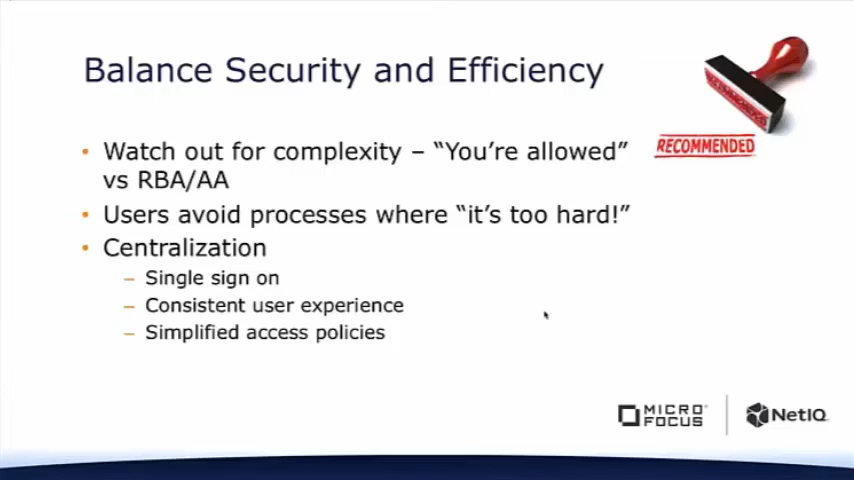 Balance Security and Efficiency
RECOMMENDED
• Watch out for complexity – “You’re allowed”
vs RBA/AA
• Users avoid processes where “it’s too hard!”
• Centralization
– Single sign on
– Consistent user experience
– Simplified access policies
MICRO
FOCUS
NetIQ